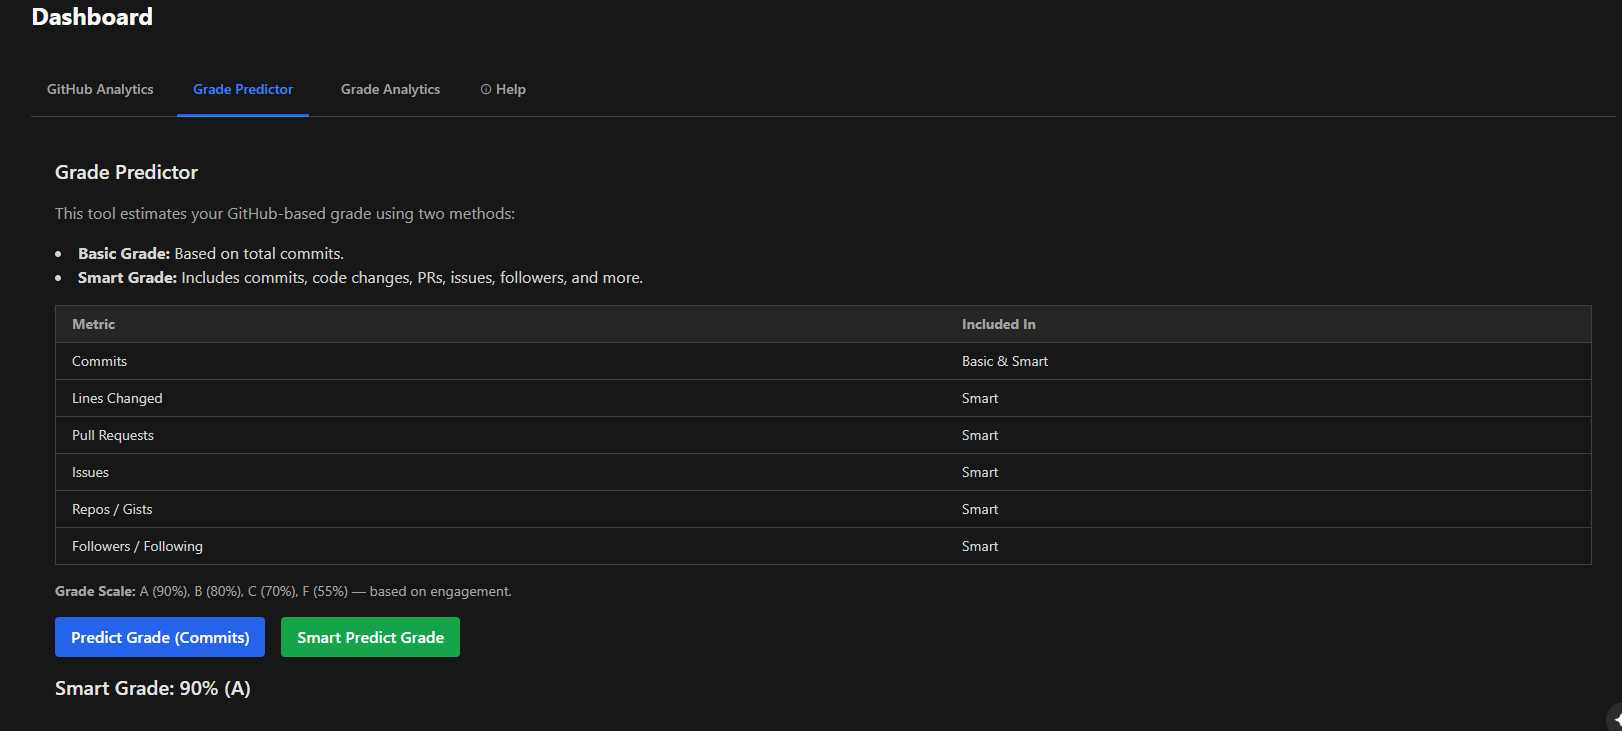 Dashboard
GitHub Analytics
Grade Predictor
Grade Analytics
Help
Grade Predictor
This tool estimates your GitHub-based grade using two methods:
• Basic Grade: Based on total commits.
• Smart Grade: Includes commits, code changes, PRs, issues, followers, and more.
Metric Included In
Commits Basic & Smart
Lines Changed Smart
Pull Requests Smart
Issues Smart
Repos / Gists Smart
Followers / Following Smart
Grade Scale: A (90%), B (80%), C (70%), F (55%) — based on engagement.
Predict Grade (Commits)
Smart Predict Grade
Smart Grade: 90% (A)